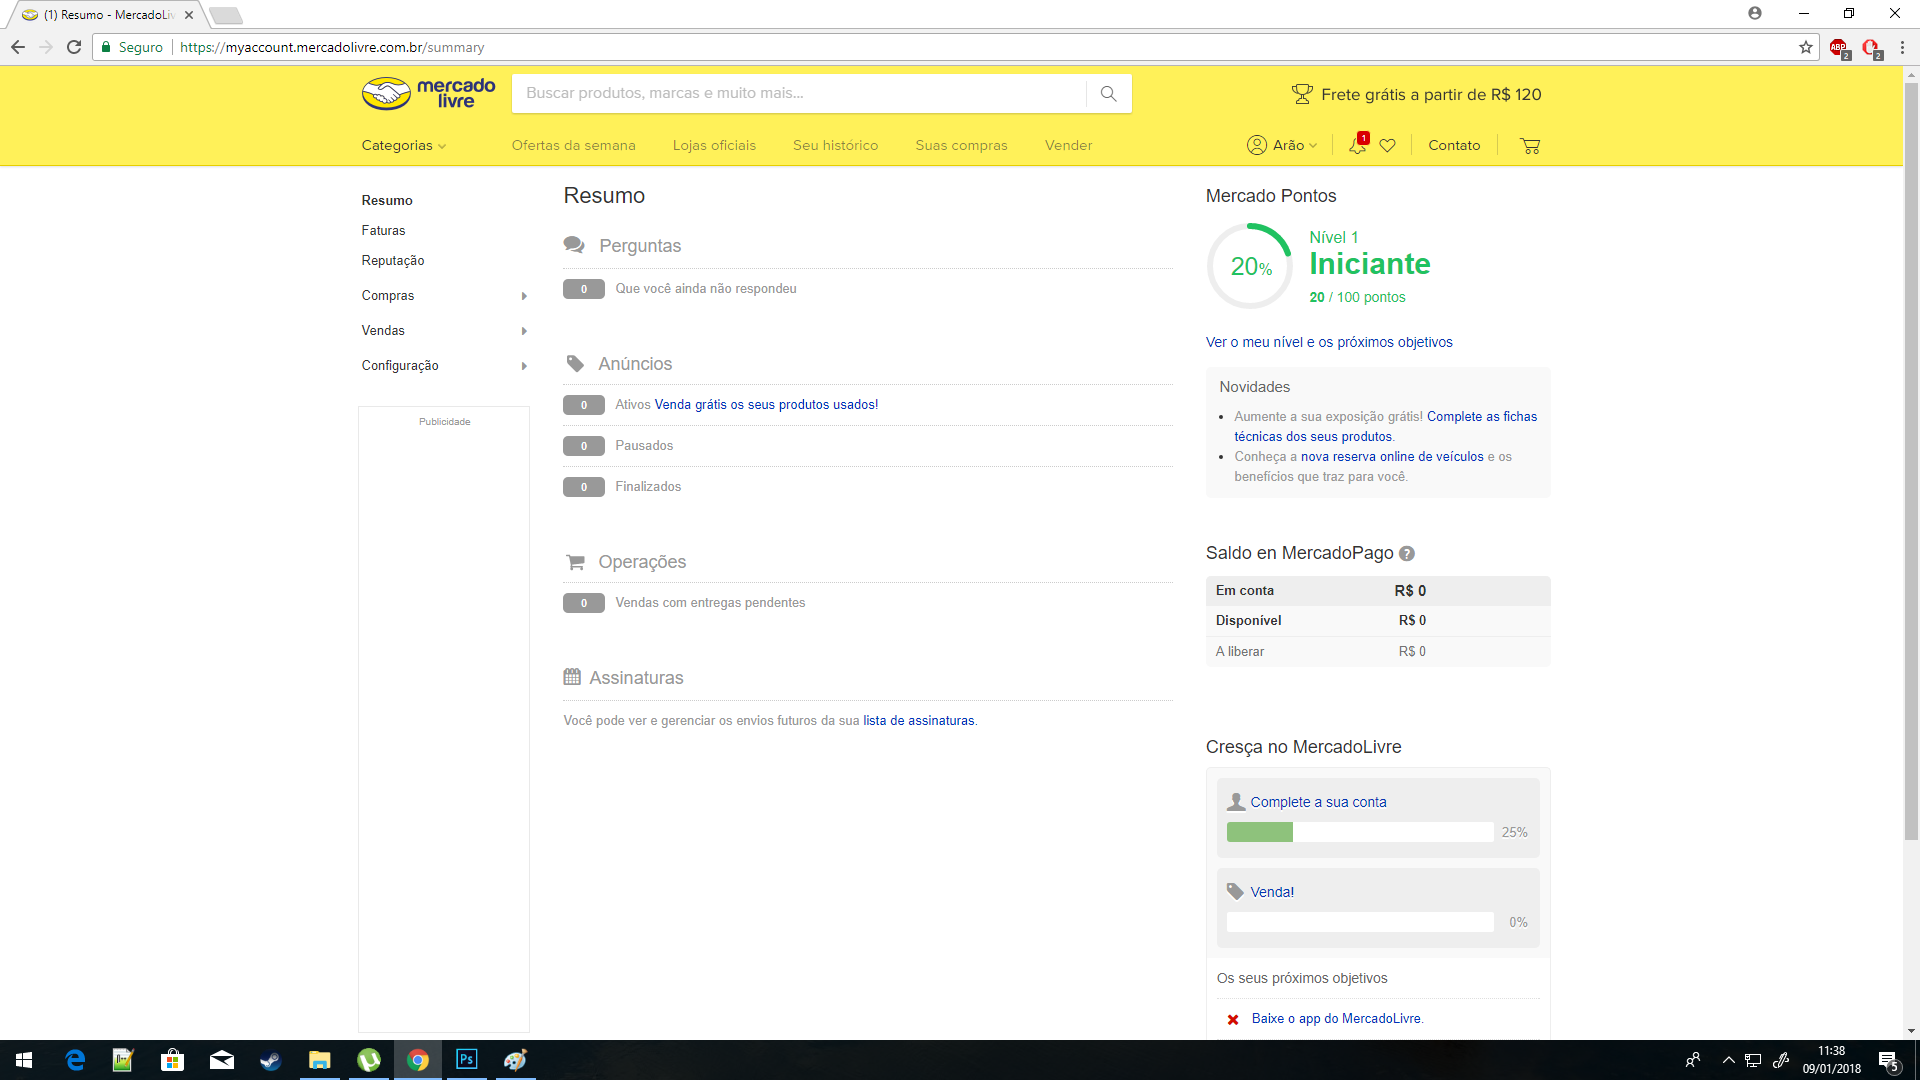 (1) Resumo - MercadoLiv
Seguro
https://myaccount.mercadolivre.com.br/summary
ABP
2
2
mercado
livre
Buscar produtos, marcas e muito mais...
Frete grátis a partir de R$ 120
Categorias
Ofertas da semana
Lojas oficiais
Seu histórico
Suas compras
Vender
Arão
1
Contato
Resumo
Faturas
Reputação
Compras
Vendas
Configuração
Publicidade
Resumo
Perguntas
0 Que você ainda não respondeu
Anúncios
0 Ativos Venda grátis os seus produtos usados!
0 Pausados
0 Finalizados
Operações
0 Vendas com entregas pendentes
Assinaturas
Você pode ver e gerenciar os envios futuros da sua lista de assinaturas.
Mercado Pontos
20%
Nível 1
Iniciante
20 / 100 pontos
Ver o meu nível e os próximos objetivos
Novidades
Aumente a sua exposição grátis! Complete as fichas
técnicas dos seus produtos.
Conheça a nova reserva online de veículos e os
benefícios que traz para você.
Saldo en MercadoPago ?
Em conta R$ 0
Disponível R$ 0
A liberar R$ 0
Cresça no MercadoLivre
Complete a sua conta
25%
Venda!
0%
Os seus próximos objetivos
Baixe o app do MercadoLivre.
Ps
11:38
09/01/2018
5